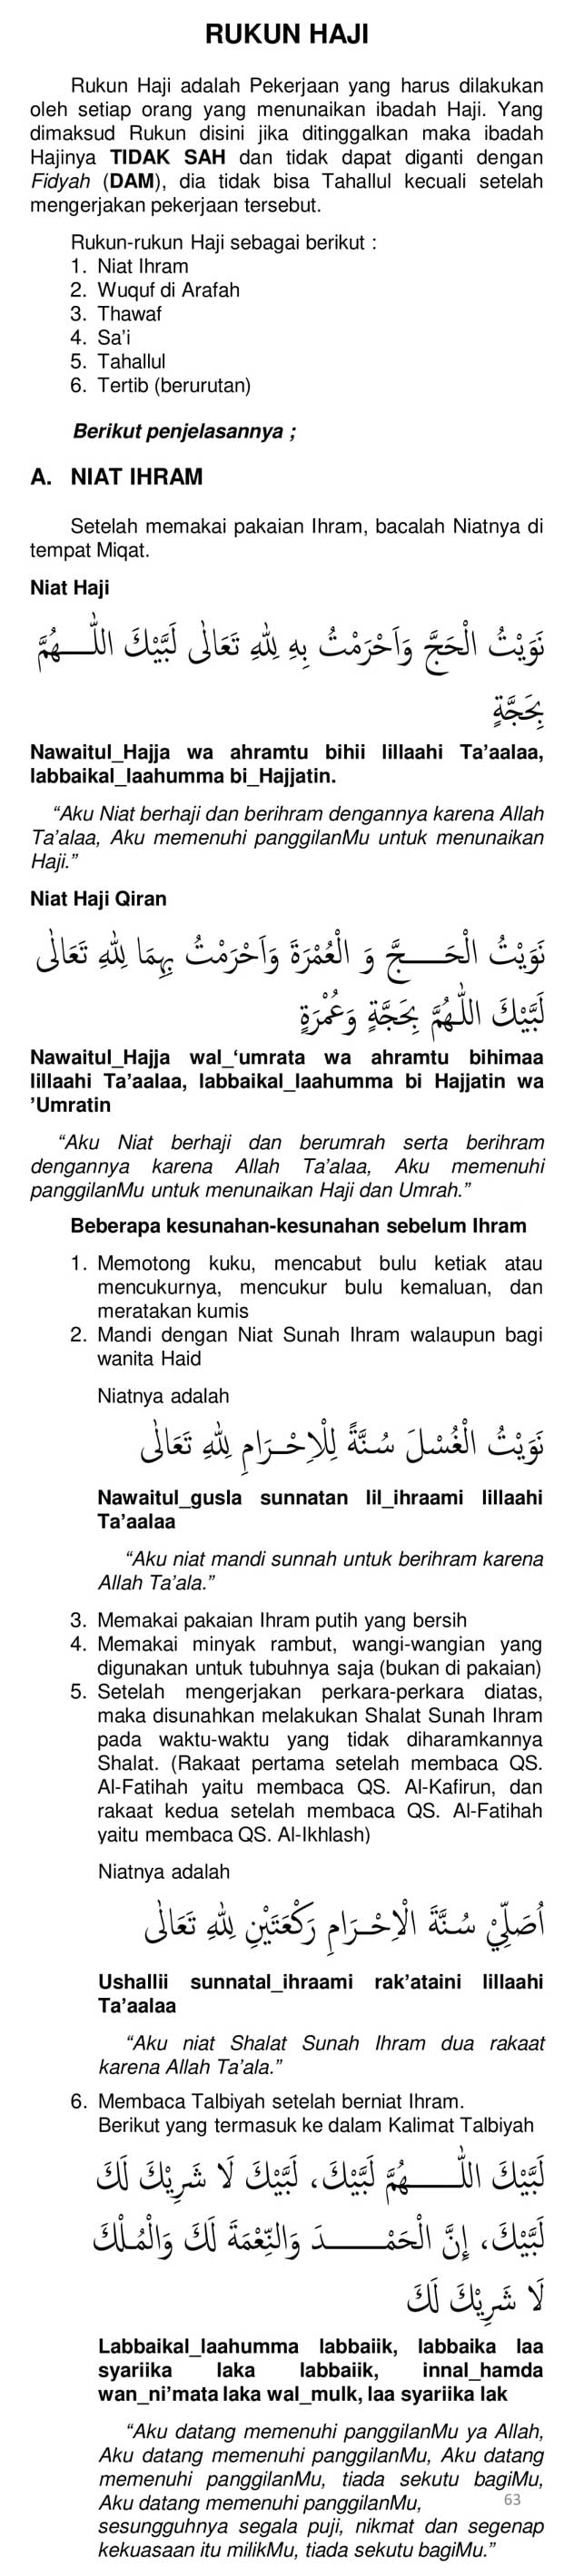 RUKUN HAJI
Rukun Haji adalah Pekerjaan yang harus dilakukan
oleh setiap orang yang menunaikan ibadah Haji. Yang
dimaksud Rukun disini jika ditinggalkan maka ibadah
Hajinya TIDAK SAH dan tidak dapat diganti dengan
Fidyah (DAM), dia tidak bisa Tahallul kecuali setelah
mengerjakan pekerjaan tersebut.
Rukun-rukun Haji sebagai berikut :
1. Niat Ihram
2. Wuquf di Arafah
3. Thawaf
4. Sa’i
5. Tahallul
6. Tertib (berurutan)
Berikut penjelasannya ;
A. NIAT IHRAM
Setelah memakai pakaian Ihram, bacalah Niatnya di
tempat Miqat.
Niat Haji
نَوَيْتُ الْحَجَّ وَاَحْرَمْتُ بِهِ لِلّٰهِ تَعَالٰى لَبَّيْكَ اللّٰـــهُمَّ
بِحَجَّةٍ
Nawaitul_Hajja wa ahramtu bihii lillaahi Ta’aalaa,
labbaikal_laahumma bi_Hajjatin.
“Aku Niat berhaji dan berihram dengannya karena Allah
Ta’alaa, Aku memenuhi panggilanMu untuk menunaikan
Haji.”
Niat Haji Qiran
نَوَيْتُ الْحَـــجَّ وَ الْعُمْرَةَ وَاَحْرَمْتُ بِهِمَا لِلّٰهِ تَعَالٰى
لَبَّيْكَ اللّٰهُمَّ بِحَجَّةٍ وَعُمْرَةٍ
Nawaitul_Hajja wal_‘umrata wa ahramtu bihimaa
lillaahi Ta’aalaa, labbaikal_laahumma bi Hajjatin wa
’Umratin
“Aku Niat berhaji dan berumrah serta berihram
dengannya karena Allah Ta’alaa, Aku memenuhi
panggilanMu untuk menunaikan Haji dan Umrah.”
Beberapa kesunahan-kesunahan sebelum Ihram
1. Memotong kuku, mencabut bulu ketiak atau
mencukurnya, mencukur bulu kemaluan, dan
meratakan kumis
2. Mandi dengan Niat Sunah Ihram walaupun bagi
wanita Haid
Niatnya adalah
نَوَيْتُ الْغُسْلَ سُنَّةً لِلْاِحْـرَامِ لِلّٰهِ تَعَالٰى
Nawaitul_gusla sunnatan lil_ihraami lillaahi
Ta’aalaa
“Aku niat mandi sunnah untuk berihram karena
Allah Ta’ala.”
3. Memakai pakaian Ihram putih yang bersih
4. Memakai minyak rambut, wangi-wangian yang
digunakan untuk tubuhnya saja (bukan di pakaian)
5. Setelah mengerjakan perkara-perkara diatas,
maka disunahkan melakukan Shalat Sunah Ihram
pada waktu-waktu yang tidak diharamkannya
Shalat. (Rakaat pertama setelah membaca QS.
Al-Fatihah yaitu membaca QS. Al-Kafirun, dan
rakaat kedua setelah membaca QS. Al-Fatihah
yaitu membaca QS. Al-Ikhlash)
Niatnya adalah
اُصَلِّيْ سُنَّةَ الْاِحْـرَامِ رَكْعَتَيْنِ لِلّٰهِ تَعَالٰى
Ushallii sunnatal_ihraami rak’ataini lillaahi
Ta’aalaa
“Aku niat Shalat Sunah Ihram dua rakaat
karena Allah Ta’ala.”
6. Membaca Talbiyah setelah berniat Ihram.
Berikut yang termasuk ke dalam Kalimat Talbiyah
لَبَّيْكَ اللّٰـــهُمَّ لَبَّيْكَ، لَبَّيْكَ لَا شَرِيْكَ لَكَ
لَبَّيْكَ، إِنَّ الْحَمْـــدَ وَالنِّعْمَةَ لَكَ وَالْمُلْكَ
لَا شَرِيْكَ لَكَ
Labbaikal_laahumma labbaiik, labbaika laa
syariika laka labbaiik, innal_hamda
wan_ni’mata laka wal_mulk, laa syariika lak
“Aku datang memenuhi panggilanMu ya Allah,
Aku datang memenuhi panggilanMu, Aku datang
memenuhi panggilanMu, tiada sekutu bagiMu,
Aku datang memenuhi panggilanMu, 63
sesungguhnya segala puji, nikmat dan segenap
kekuasaan itu milikMu, tiada sekutu bagiMu.”